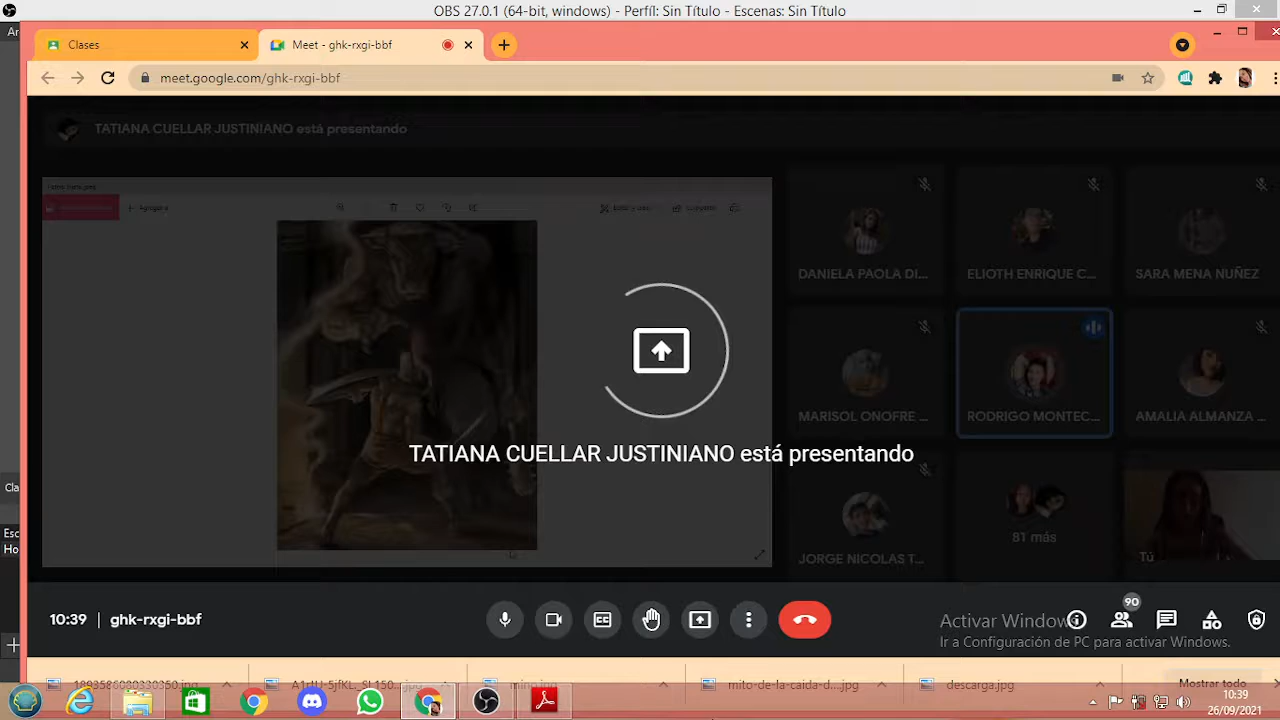 OBS 27.0.1 (64-bit, windows) - Perfíl: Sin Título - Escenas: Sin Título
Clases
Meet - ghk-rxgi-bbf
meet.google.com/ghk-rxgi-bbf
TATIANA CUELLAR JUSTINIANO está presentando
DANIELA PAOLA DI...
ELIOTH ENRIQUE C...
SARA MENA NUÑEZ
MARISOL ONOFRE ...
RODRIGO MONTEC...
AMALIA ALMANZA ...
TATIANA CUELLAR JUSTINIANO está presentando
JORGE NICOLAS T...
81 más
Tú
Cla
Esc
Ho
10:39 | ghk-rxgi-bbf
90
Activar Windows
Ir a Configuración de PC para activar Windows.
mito-de-la-caida-d....jpg
descarga.jpg
Mostrar todo
10:39
26/09/2021